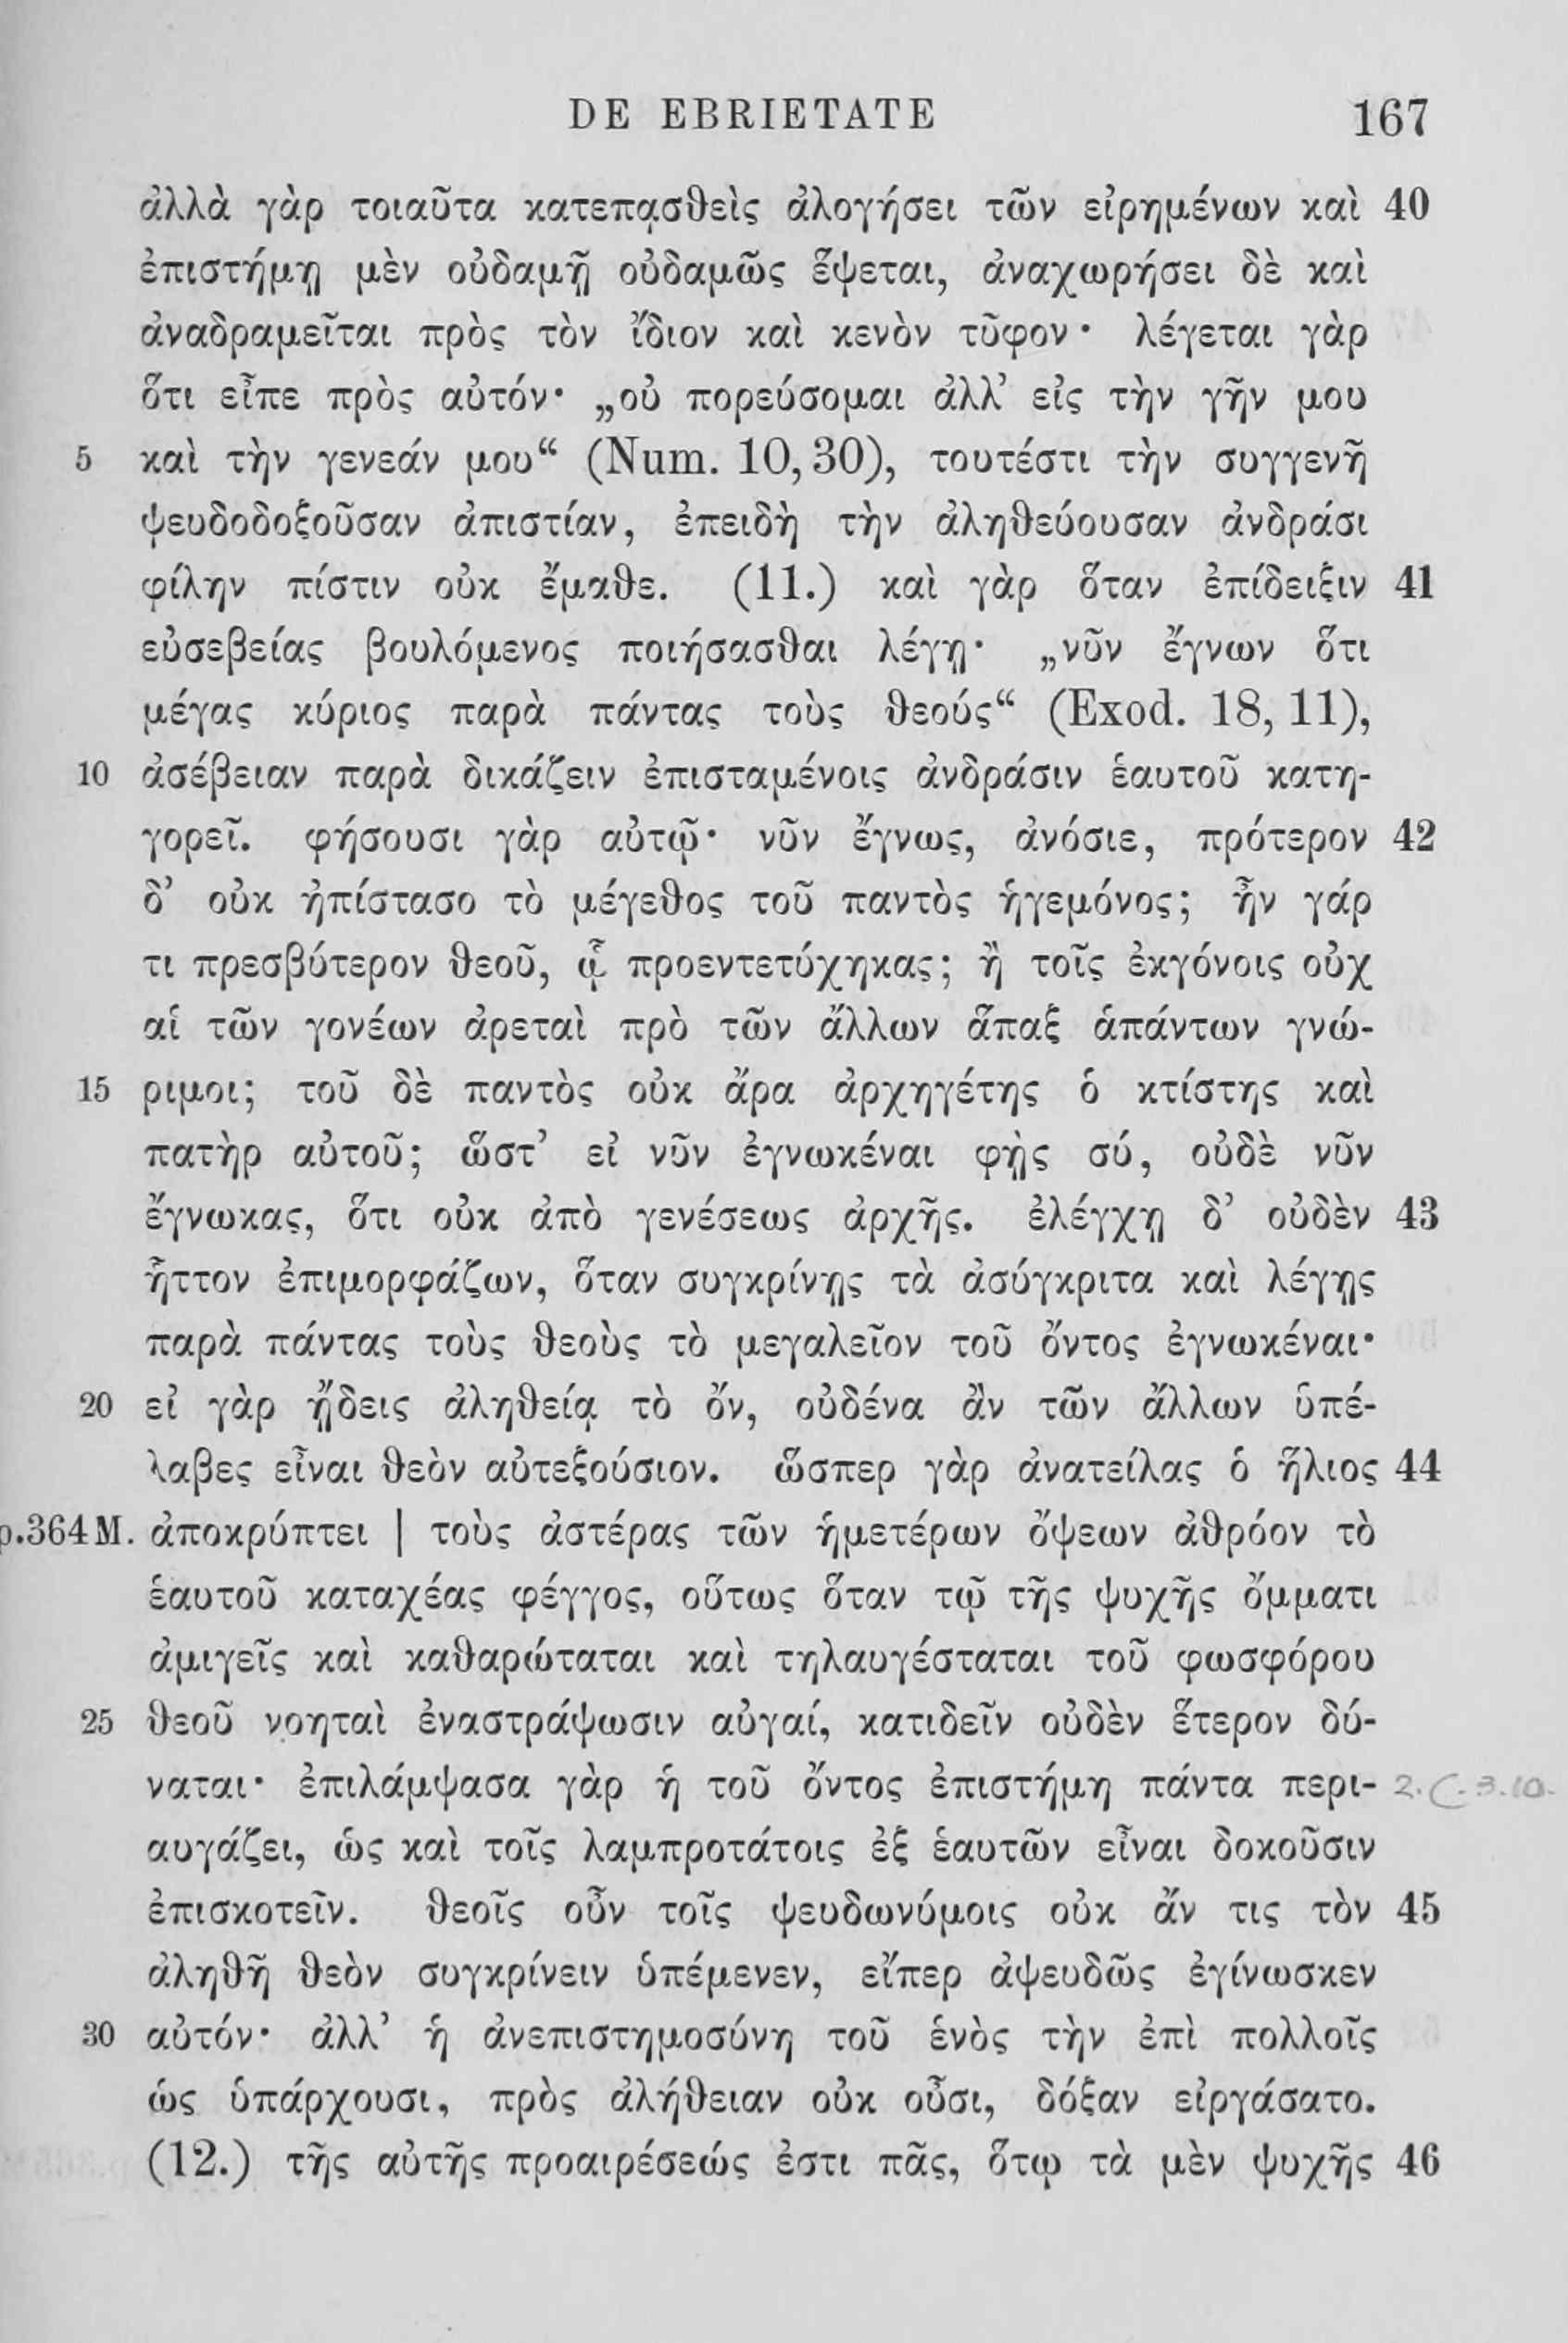 DE EBRIETATE 167
ἀλλὰ γὰρ τοιαῦτα κατεπᾳσθεὶς ἀλογήσει τῶν εἰρημένων καὶ 40
ἐπιστήμῃ μὲν οὐδαμῇ οὐδαμῶς ἕψεται, ἀναχωρήσει δὲ καὶ
ἀναδραμεῖται πρὸς τὸν ἴδιον καὶ κενὸν τῦφον· λέγεται γὰρ
ὅτι εἶπε πρὸς αὐτόν· „οὐ πορεύσομαι ἀλλ’ εἰς τὴν γῆν μου
5 καὶ τὴν γενεάν μου“ (Num. 10,30), τουτέστι τὴν συγγενῆ
ψευδοδοξοῦσαν ἀπιστίαν, ἐπειδὴ τὴν ἀληθεύουσαν ἀνδράσι
φίλην πίστιν οὐκ ἔμαθε. (11.) καὶ γὰρ ὅταν ἐπίδειξιν 41
εὐσεβείας βουλόμενος ποιήσασθαι λέγῃ· „νῦν ἔγνων ὅτι
μέγας κύριος παρὰ πάντας τοὺς θεούς“ (Exod. 18, 11),
10 ἀσέβειαν παρὰ δικάζειν ἐπισταμένοις ἀνδράσιν ἑαυτοῦ κατη-
γορεῖ. φήσουσι γὰρ αὐτῷ· νῦν ἔγνως, ἀνόσιε, πρότερον 42
δ’ οὐκ ἠπίστασο τὸ μέγεθος τοῦ παντὸς ἡγεμόνος; ἦν γάρ
τι πρεσβύτερον θεοῦ, ᾧ προεντετύχηκας; ἢ τοῖς ἐκγόνοις οὐχ
αἱ τῶν γονέων ἀρεταὶ πρὸ τῶν ἄλλων ἅπαξ ἁπάντων γνώ-
15 ριμοι; τοῦ δὲ παντὸς οὐκ ἄρα ἀρχηγέτης ὁ κτίστης καὶ
πατὴρ αὐτοῦ; ὥστ’ εἰ νῦν ἐγνωκέναι φῂς σύ, οὐδὲ νῦν
ἔγνωκας, ὅτι οὐκ ἀπὸ γενέσεως ἀρχῆς. ἐλέγχῃ δ’ οὐδὲν 43
ἧττον ἐπιμορφάζων, ὅταν συγκρίνῃς τὰ ἀσύγκριτα καὶ λέγῃς
παρὰ πάντας τοὺς θεοὺς τὸ μεγαλεῖον τοῦ ὄντος ἐγνωκέναι·
20 εἰ γὰρ ᾔδεις ἀληθείᾳ τὸ ὄν, οὐδένα ἂν τῶν ἄλλων ὑπέ-
λαβες εἶναι θεὸν αὐτεξούσιον. ὥσπερ γὰρ ἀνατείλας ὁ ἥλιος 44
p.364 M. ἀποκρύπτει | τοὺς ἀστέρας τῶν ἡμετέρων ὄψεων ἀθρόον τὸ
ἑαυτοῦ καταχέας φέγγος, οὕτως ὅταν τῷ τῆς ψυχῆς ὄμματι
ἀμιγεῖς καὶ καθαρώταται καὶ τηλαυγέσταται τοῦ φωσφόρου
25 θεοῦ νοηταὶ ἐναστράψωσιν αὐγαί, κατιδεῖν οὐδὲν ἕτερον δύ-
ναται· ἐπιλάμψασα γὰρ ἡ τοῦ ὄντος ἐπιστήμη πάντα περι- 2. C. 3.10.
αυγάζει, ὡς καὶ τοῖς λαμπροτάτοις ἐξ ἑαυτῶν εἶναι δοκοῦσιν
ἐπισκοτεῖν. θεοῖς οὖν τοῖς ψευδωνύμοις οὐκ ἄν τις τὸν 45
ἀληθῆ θεὸν συγκρίνειν ὑπέμενεν, εἴπερ ἀψευδῶς ἐγίνωσκεν
30 αὐτόν· ἀλλ’ ἡ ἀνεπιστημοσύνη τοῦ ἑνὸς τὴν ἐπὶ πολλοῖς
ὡς ὑπάρχουσι, πρὸς ἀλήθειαν οὐκ οὖσι, δόξαν εἰργάσατο.
(12.) τῆς αὐτῆς προαιρέσεώς ἐστι πᾶς, ὅτῳ τὰ μὲν ψυχῆς 46